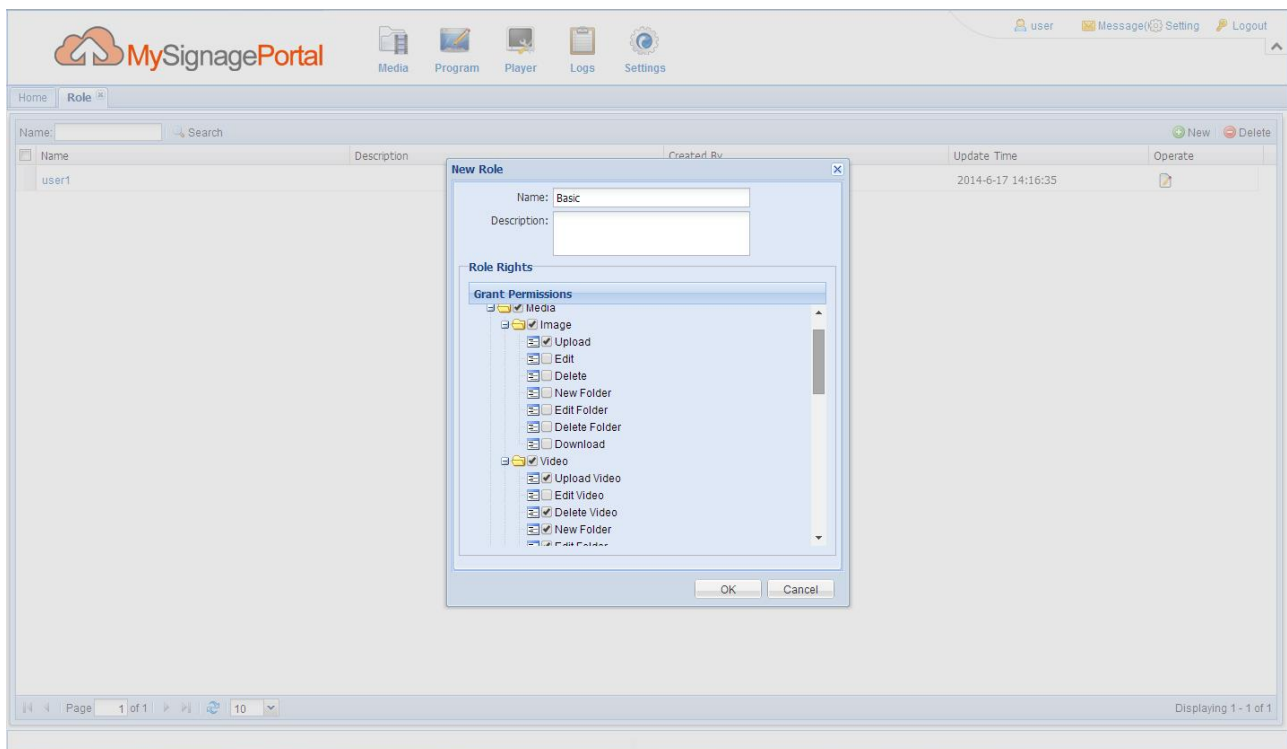 MySignagePortal
Media Program Player Logs Settings
user Message( Setting Logout
Home Role
Name: Search New Delete
Name Description Created By Update Time Operate
user1 2014-6-17 14:16:35
New Role
Name: Basic
Description:
Role Rights
Grant Permissions
Media
Image
Upload
Edit
Delete
New Folder
Edit Folder
Delete Folder
Download
Video
Upload Video
Edit Video
Delete Video
New Folder
Edit Folder
OK Cancel
Page 1 of 1 10 Displaying 1 - 1 of 1